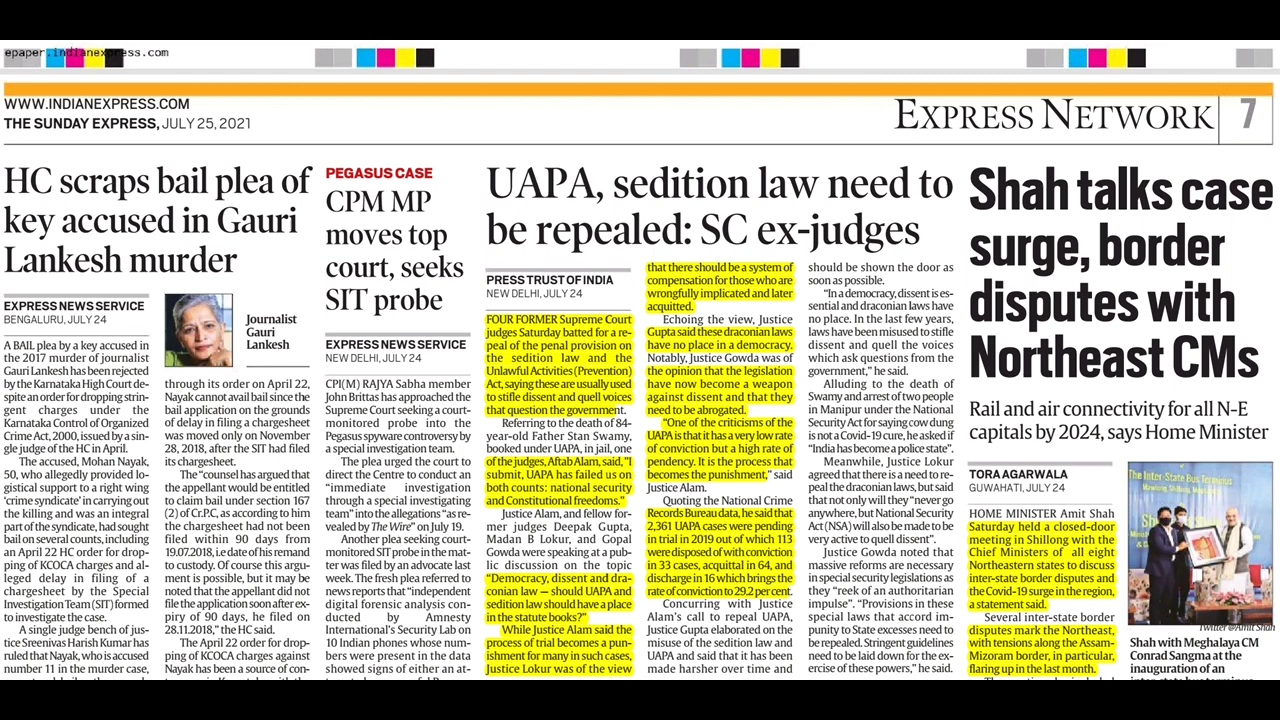 epaper.indianexpress.com
WWW.INDIANEXPRESS.COM
THE SUNDAY EXPRESS, JULY 25, 2021
EXPRESS NETWORK
7
HC scraps bail plea of
key accused in Gauri
Lankesh murder
EXPRESS NEWS SERVICE
BENGALURU, JULY 24
A BAIL plea by a key accused in
the 2017 murder of journalist
Gauri Lankesh has been rejected
by the Karnataka High Court de-
spite an order for dropping strin-
gent charges under the
Karnataka Control of Organized
Crime Act, 2000, issued by a sin-
gle judge of the HC in April.
The accused, Mohan Nayak,
50, who allegedly provided lo-
gistical support to a right wing
'crime syndicate' in carrying out
the killing and was an integral
part of the syndicate, had sought
bail on several counts, including
an April 22 HC order for drop-
ping of KCOCA charges and al-
leged delay in filing of a
chargesheet by the Special
Investigation Team (SIT) formed
to investigate the case.
A single judge bench of jus-
tice Sreenivas Harish Kumar has
ruled that Nayak, who is accused
number 11 in the murder case,
Journalist
Gauri
Lankesh
through its order on April 22,
Nayak cannot avail bail since the
bail application on the grounds
of delay in filing a chargesheet
was moved only on November
28, 2018, after the SIT had filed
its chargesheet.
"The counsel has argued that
the appellant would be entitled
to claim bail under section 167
(2) of Cr.P.C, as according to him
the chargesheet had not been
filed within 90 days from
19.07.2018, i.e date of his remand
to custody. Of course this argu-
ment is possible, but it may be
noted that the appellant did not
file the application soon after ex-
piry of 90 days, he filed on
28.11.2018," the HC said.
The April 22 order for drop-
ping of KCOCA charges against
Nayak has been a source of con-
PEGASUS CASE
CPM MP
moves top
court, seeks
SIT probe
EXPRESS NEWS SERVICE
NEW DELHI, JULY 24
CPI(M) RAJYA Sabha member
John Brittas has approached the
Supreme Court seeking a court-
monitored probe into the
Pegasus spyware controversy by
a special investigation team.
The plea urged the court to
direct the Centre to conduct an
"immediate investigation
through a special investigation
team" into the allegations "as re-
vealed by The Wire" on July 19.
Another plea seeking court-
monitored SIT probe in the mat-
ter was filed by an advocate last
week. The fresh plea referred to
news reports that "independent
digital forensic analysis con-
ducted by Amnesty
International's Security Lab on
10 Indian phones whose num-
bers were present in the data
showed signs of either an at-
UAPA, sedition law need to
be repealed: SC ex-judges
PRESS TRUST OF INDIA
NEW DELHI, JULY 24
FOUR FORMER Supreme Court
judges Saturday batted for a re-
peal of the penal provision on
the sedition law and the
Unlawful Activities (Prevention)
Act, saying these are usually used
to stifle dissent and quell voices
that question the government.
Referring to the death of 84-
year-old Father Stan Swamy,
booked under UAPA, in jail, one
of the judges, Aftab Alam, said, "I
submit, UAPA has failed us on
both counts: national security
and Constitutional freedoms."
Justice Alam, and fellow for-
mer judges Deepak Gupta,
Madan B Lokur, and Gopal
Gowda were speaking at a pub-
lic discussion on the topic
"Democracy, dissent and dra-
conian law — should UAPA and
sedition law should have a place
in the statute books?"
While Justice Alam said the
process of trial becomes a pun-
ishment for many in such cases,
Justice Lokur was of the view
that there should be a system of
compensation for those who are
wrongfully implicated and later
acquitted.
Echoing the view, Justice
Gupta said these draconian laws
have no place in a democracy.
Notably, Justice Gowda was of
the opinion that the legislation
have now become a weapon
against dissent and that they
need to be abrogated.
"One of the criticisms of the
UAPA is that it has a very low rate
of conviction but a high rate of
pendency. It is the process that
becomes the punishment," said
Justice Alam.
Quoting the National Crime
Records Bureau data, he said that
2,361 UAPA cases were pending
in trial in 2019 out of which 113
were disposed of with conviction
in 33 cases, acquittal in 64, and
discharge in 16 which brings the
rate of conviction to 29.2 per cent.
Concurring with Justice
Alam's call to repeal UAPA,
Justice Gupta elaborated on the
misuse of the sedition law and
UAPA and said that it has been
made harsher over time and
should be shown the door as
soon as possible.
"In a democracy, dissent is es-
sential and draconian laws have
no place. In the last few years,
laws have been misused to stifle
dissent and quell the voices
which ask questions from the
government," he said.
Alluding to the death of
Swamy and arrest of two people
in Manipur under the National
Security Act for saying cow dung
is not a Covid-19 cure, he asked if
"India has become a police state".
Meanwhile, Justice Lokur
agreed that there is a need to re-
peal the draconian laws, but said
that not only will they "never go
anywhere, but National Security
Act (NSA) will also be made to be
very active to quell dissent".
Justice Gowda noted that
massive reforms are necessary
in special security legislations as
they "reek of an authoritarian
impulse". "Provisions in these
special laws that accord im-
punity to State excesses need to
be repealed. Stringent guidelines
need to be laid down for the ex-
ercise of these powers," he said.
Shah talks case
surge, border
disputes with
Northeast CMs
Rail and air connectivity for all N-E
capitals by 2024, says Home Minister
TORA AGARWALA
GUWAHATI, JULY 24
HOME MINISTER Amit Shah
Saturday held a closed-door
meeting in Shillong with the
Chief Ministers of all eight
Northeastern states to discuss
inter-state border disputes and
the Covid-19 surge in the region,
a statement said.
Several inter-state border
disputes mark the Northeast,
with tensions along the Assam-
Mizoram border, in particular,
flaring up in the last month.
The Inter-State Bus Terminus
Twitter @Amit Shah
Shah with Meghalaya CM
Conrad Sangma at the
inauguration of an